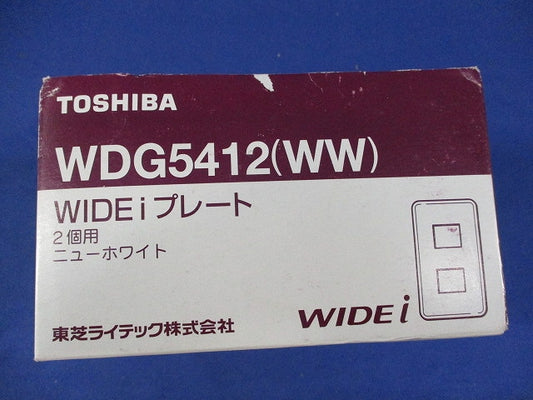 TOSHIBA
WDG5412(WW)
WIDE i プレート
2個用
ニューホワイト
東芝ライテック株式会社
WIDE i